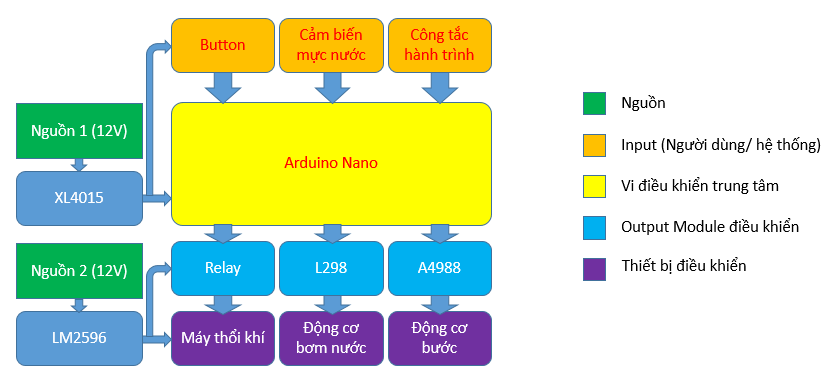 Button
Cảm biến
mực nước
Công tắc
hành trình
Nguồn 1 (12V)
XL4015
Arduino Nano
Nguồn 2 (12V)
LM2596
Relay
L298
A4988
Máy thổi khí
Động cơ
bơm nước
Động cơ
bước
Nguồn
Input (Người dùng/ hệ thống)
Vi điều khiển trung tâm
Output Module điều khiển
Thiết bị điều khiển